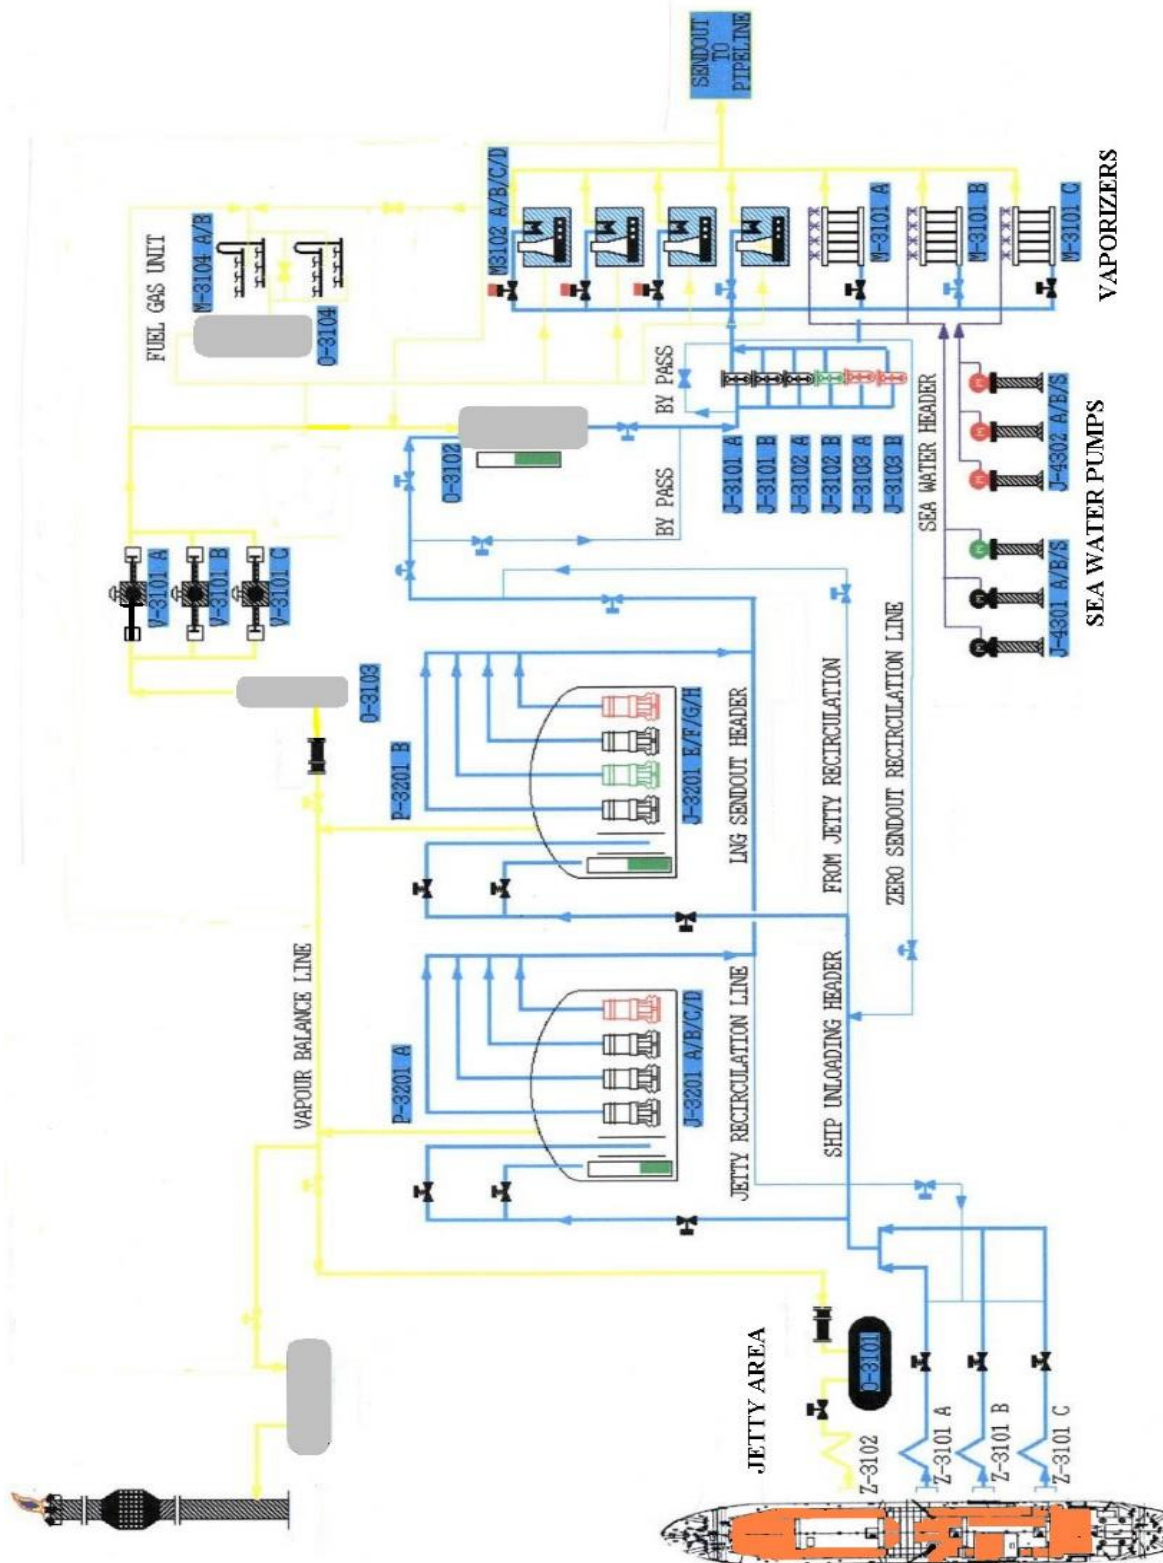 SENDOUT
TO
PIPELINE
VAPORIZERS
M3102 A/B/C/D
M-3101 A
M-3101 B
M-3101 C
FUEL GAS UNIT
M-3104 A/B
O-3104
BY PASS
O-3102
BY PASS
J-3101 A
J-3101 B
J-3102 A
J-3102 B
J-3103 A
J-3103 B
SEA WATER HEADER
J-4302 A/B/S
J-4301 A/B/S
SEA WATER PUMPS
V-3101 A
V-3101 B
V-3101 C
O-3103
P-3201 B
J-3201 E/F/G/H
LNG SENDOUT HEADER
FROM JETTY RECIRCULATION
ZERO SENDOUT RECIRCULATION LINE
VAPOUR BALANCE LINE
P-3201 A
J-3201 A/B/C/D
JETTY RECIRCULATION LINE
SHIP UNLOADING HEADER
JETTY AREA
O-3101
Z-3102
Z-3101 A
Z-3101 B
Z-3101 C
M
M
M
M
M
M
M
M
M
M